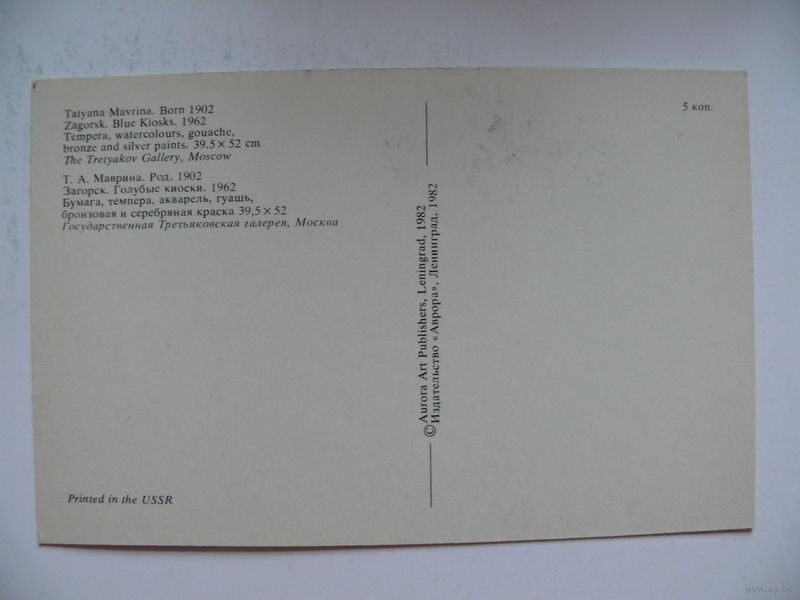 Tatyana Mavrina. Born 1902
Zagorsk. Blue Kiosks. 1962
Tempera, watercolours, gouache,
bronze and silver paints. 39.5 × 52 cm
The Tretyakov Gallery, Moscow
Т. А. Маврина. Род. 1902
Загорск. Голубые киоски. 1962
Бумага, темпера, акварель, гуашь,
бронзовая и серебряная краска 39,5 × 52
Государственная Третьяковская галерея, Москва
Printed in the USSR
© Aurora Art Publishers, Leningrad, 1982
Издательство «Аврора», Ленинград, 1982
5 коп.
www.ay.by